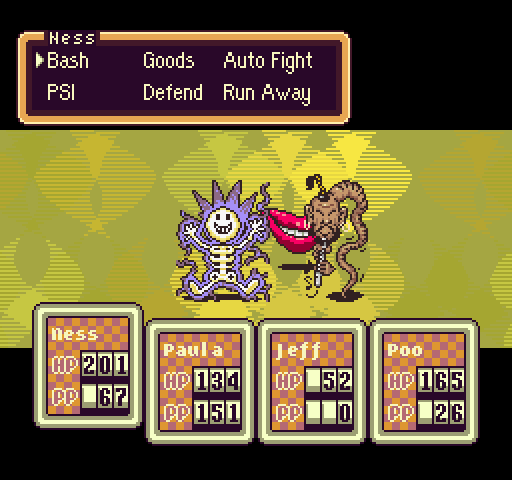 Ness
Bash Goods Auto Fight
PSI Defend Run Away
Ness
HP 201
PP 67
Paula
HP 134
PP 151
Jeff
HP 52
PP 0
Poo
HP 165
PP 26